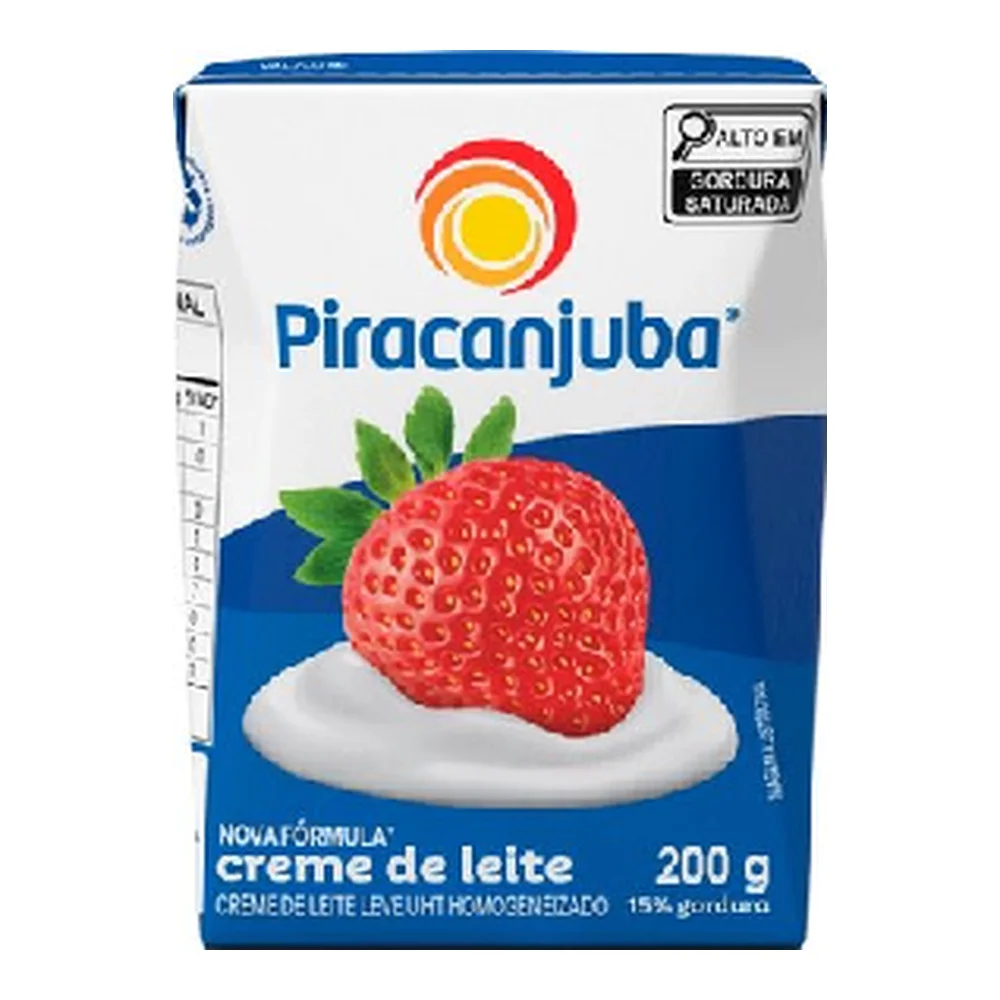 ALTO EM
GORDURA
SATURADA
Piracanjuba
NOVA FÓRMULA*
creme de leite
200 g
CREME DE LEITE LEVE UHT HOMOGENEIZADO
15% gordura